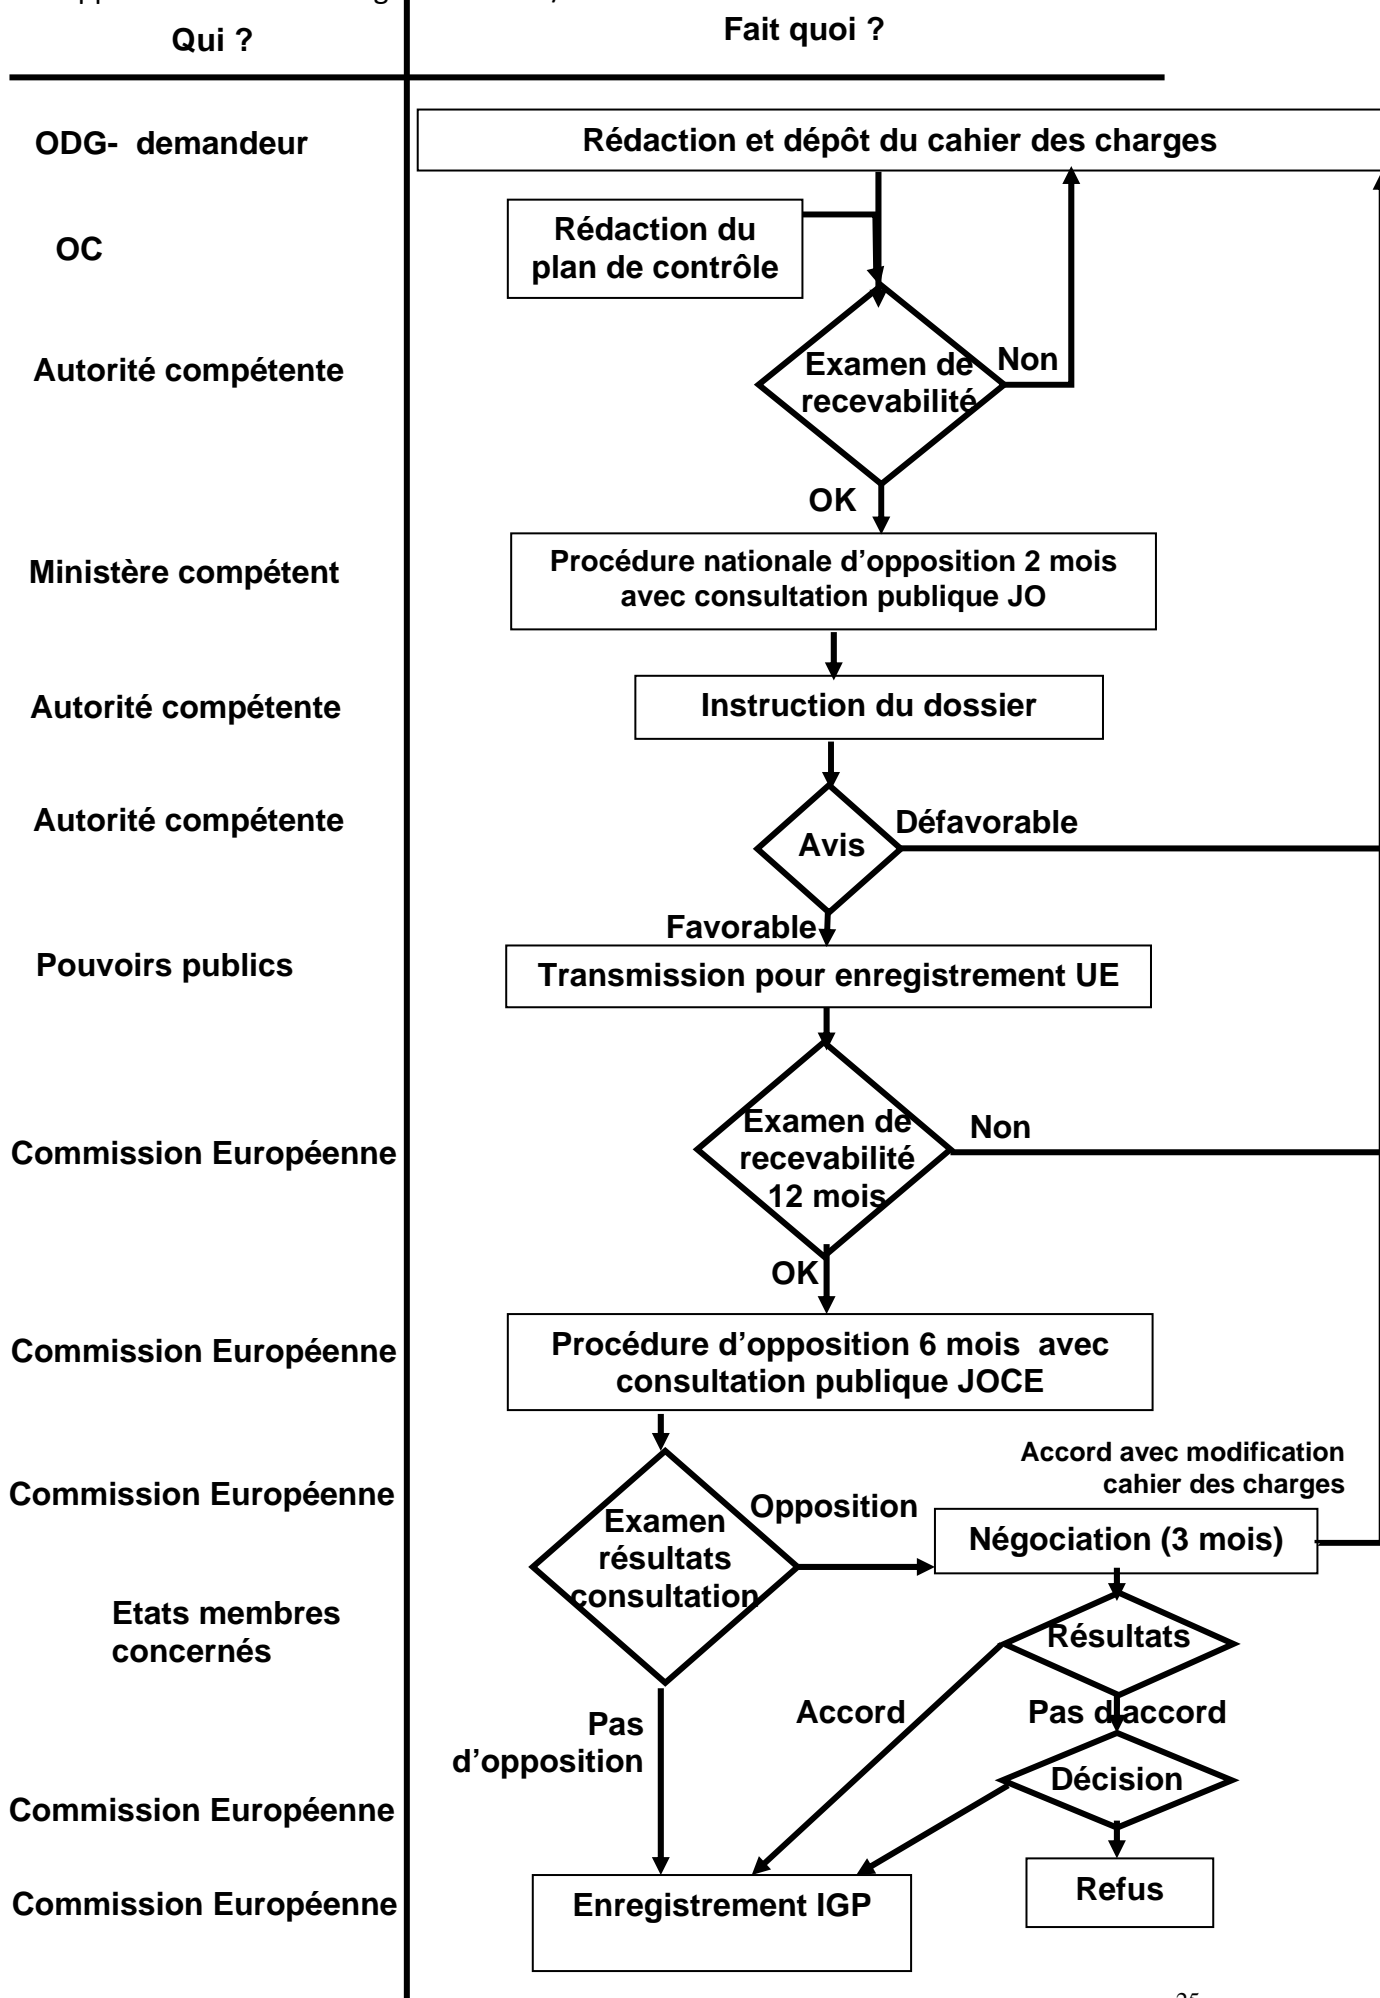 Qui ?
Fait quoi ?
ODG- demandeur
Rédaction et dépôt du cahier des charges
OC
Rédaction du
plan de contrôle
Autorité compétente
Examen de
recevabilité
Non
OK
Ministère compétent
Procédure nationale d’opposition 2 mois
avec consultation publique JO
Autorité compétente
Instruction du dossier
Autorité compétente
Avis
Défavorable
Favorable
Pouvoirs publics
Transmission pour enregistrement UE
Commission Européenne
Examen de
recevabilité
12 mois
Non
OK
Commission Européenne
Procédure d’opposition 6 mois avec
consultation publique JOCE
Commission Européenne
Examen
résultats
consultation
Opposition
Accord avec modification
cahier des charges
Négociation (3 mois)
Etats membres
concernés
Résultats
Pas
d’opposition
Accord
Pas d’accord
Commission Européenne
Décision
Commission Européenne
Enregistrement IGP
Refus